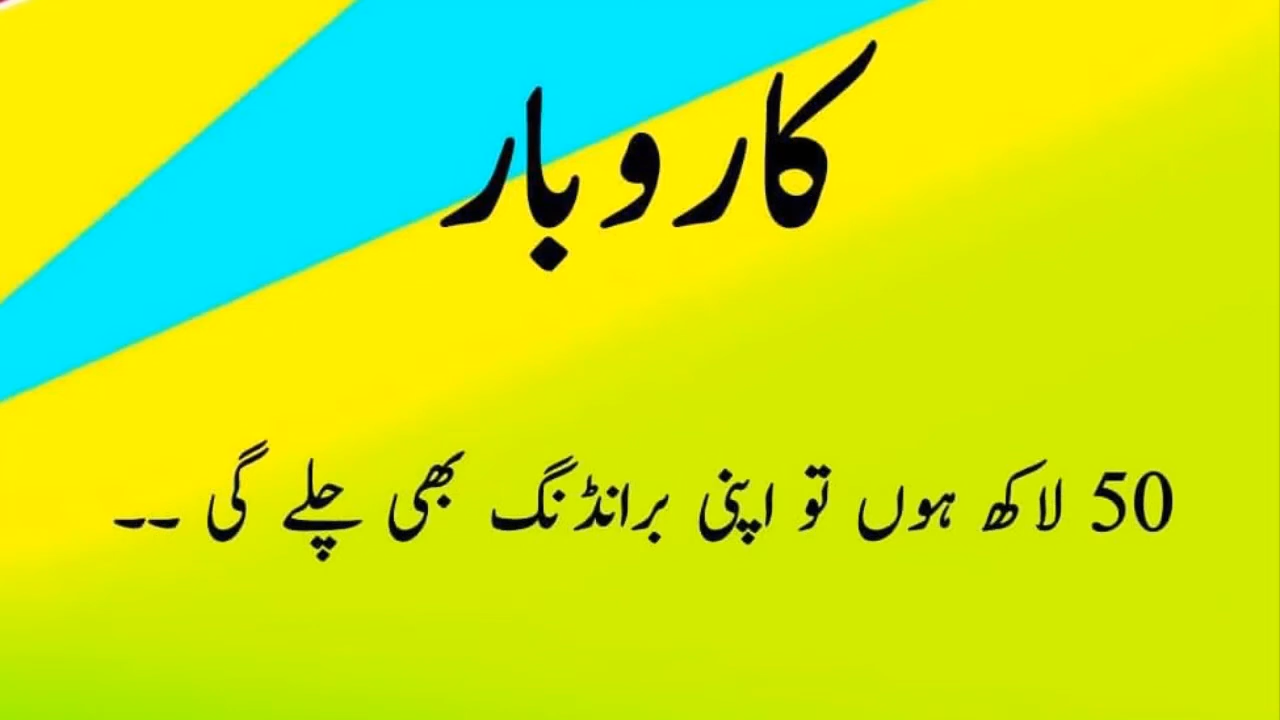 کاروبار
50 لاکھ ہوں تو اپنی برانڈنگ بھی چلے گی ۔۔